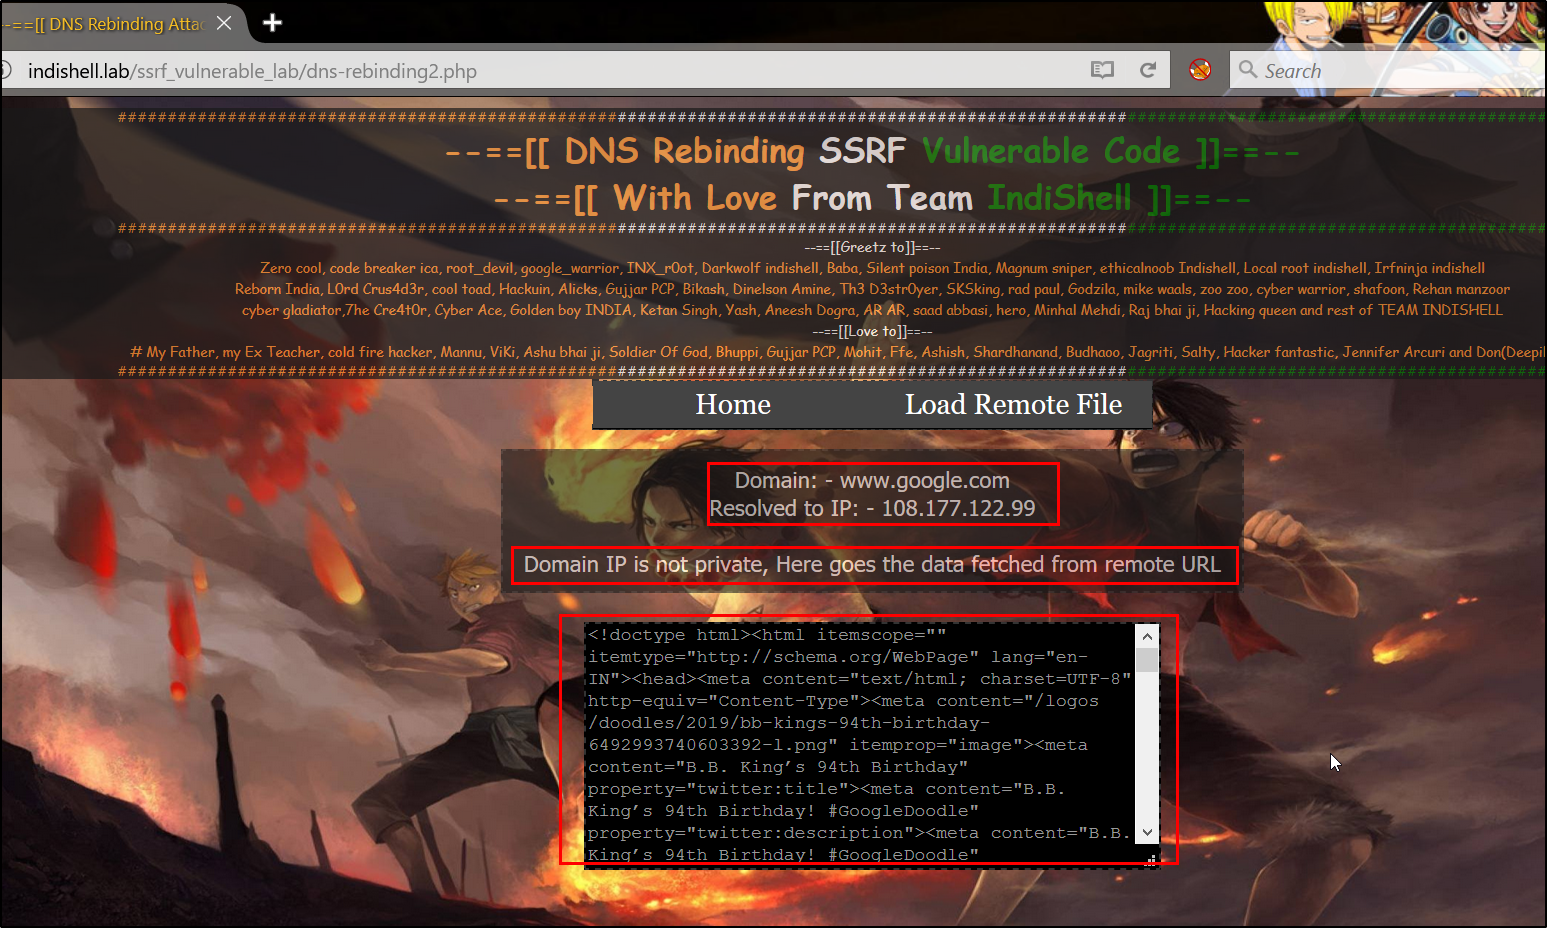 --==[[ DNS Rebinding Attac
indishell.lab/ssrf_vulnerable_lab/dns-rebinding2.php
Search
--==[[ DNS Rebinding SSRF Vulnerable Code ]]==--
--==[[ With Love From Team IndiShell ]]==--
--==[[Greetz to]]==--
Zero cool, code breaker ica, root_devil, google_warrior, INX_r0ot, Darkwolf indishell, Baba, Silent poison India, Magnum sniper, ethicalnoob Indishell, Local root indishell, Irfninja indishell
Reborn India, L0rd Crus4d3r, cool toad, Hackuin, Alicks, Gujjar PCP, Bikash, Dinelson Amine, Th3 D3str0yer, SKSking, rad paul, Godzila, mike waals, zoo zoo, cyber warrior, shafoon, Rehan manzoor
cyber gladiator,7he Cre4t0r, Cyber Ace, Golden boy INDIA, Ketan Singh, Yash, Aneesh Dogra, AR AR, saad abbasi, hero, Minhal Mehdi, Raj bhai ji, Hacking queen and rest of TEAM INDISHELL
--==[[Love to]]==--
# My Father, my Ex Teacher, cold fire hacker, Mannu, ViKi, Ashu bhai ji, Soldier Of God, Bhuppi, Gujjar PCP, Mohit, Ffe, Ashish, Shardhanand, Budhaoo, Jagriti, Salty, Hacker fantastic, Jennifer Arcuri and Don(Deepi
Home Load Remote File
Domain: - www.google.com
Resolved to IP: - 108.177.122.99
Domain IP is not private, Here goes the data fetched from remote URL
<!doctype html><html itemscope=""
itemtype="http://schema.org/WebPage" lang="en-
IN"><head><meta content="text/html; charset=UTF-8"
http-equiv="Content-Type"><meta content="/logos
/doodles/2019/bb-kings-94th-birthday-
6492993740603392-l.png" itemprop="image"><meta
content="B.B. King’s 94th Birthday"
property="twitter:title"><meta content="B.B.
King’s 94th Birthday! #GoogleDoodle"
property="twitter:description"><meta content="B.B.
King’s 94th Birthday! #GoogleDoodle"